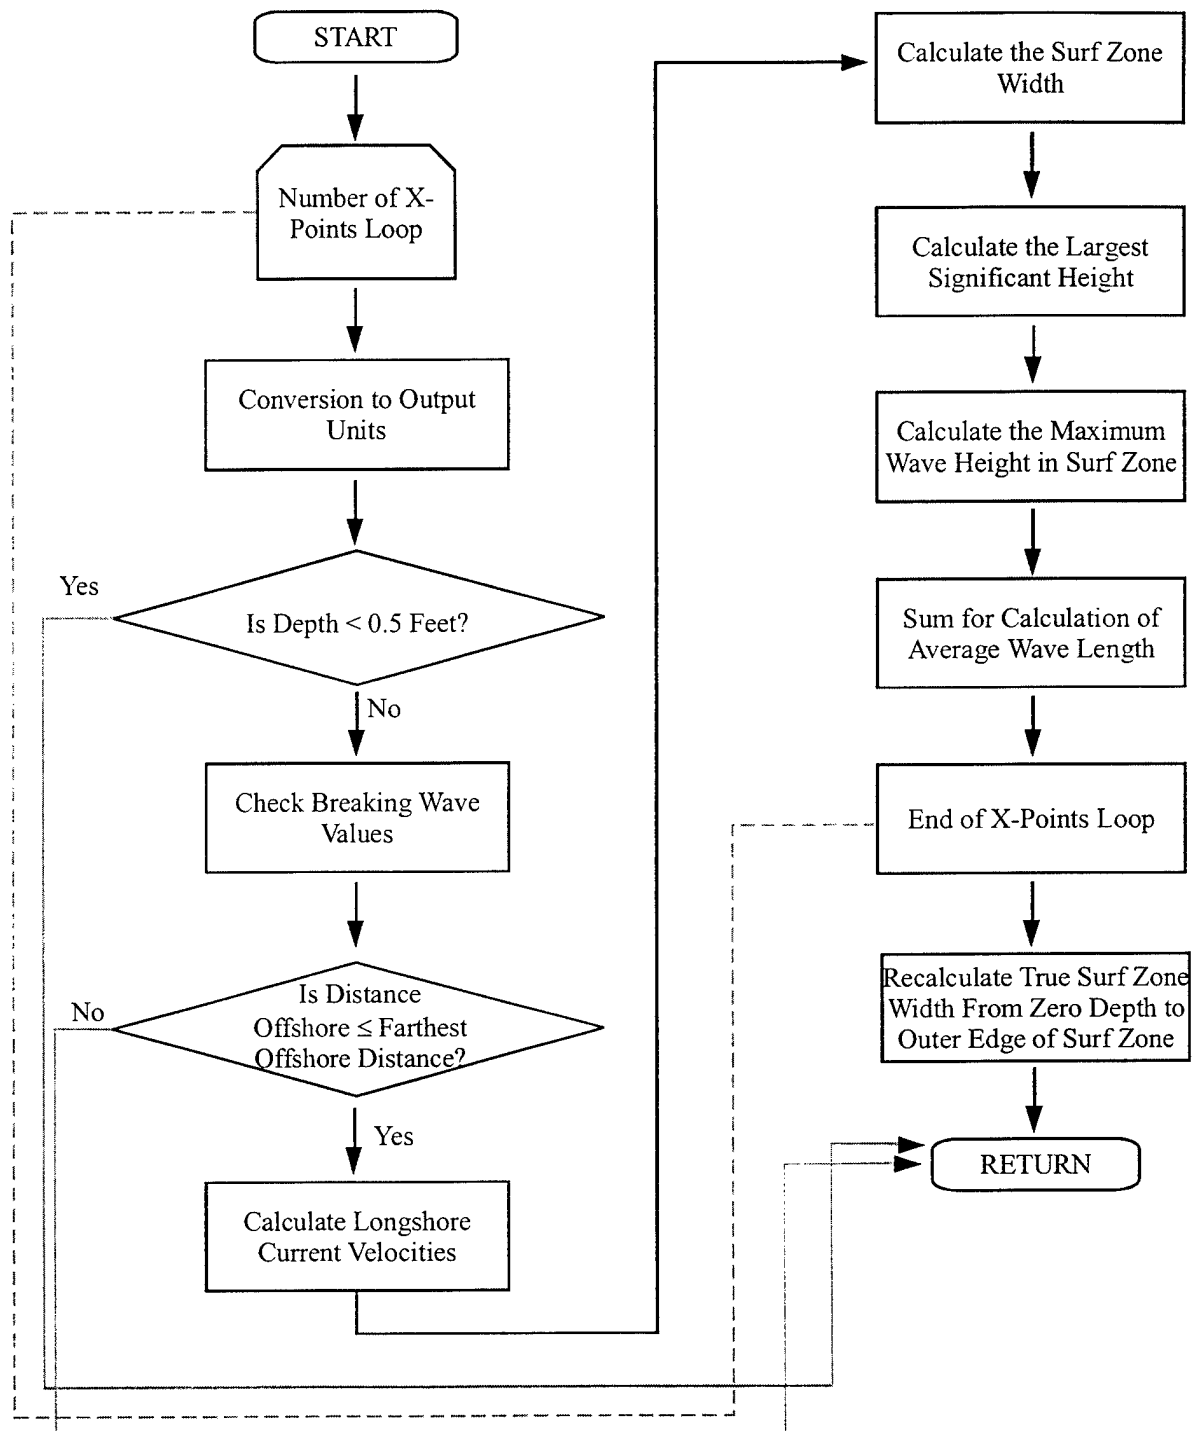 START
Number of X-
Points Loop
Conversion to Output
Units
Yes
Is Depth < 0.5 Feet?
No
Check Breaking Wave
Values
No
Is Distance
Offshore ≤ Farthest
Offshore Distance?
Yes
Calculate Longshore
Current Velocities
Calculate the Surf Zone
Width
Calculate the Largest
Significant Height
Calculate the Maximum
Wave Height in Surf Zone
Sum for Calculation of
Average Wave Length
End of X-Points Loop
Recalculate True Surf Zone
Width From Zero Depth to
Outer Edge of Surf Zone
RETURN